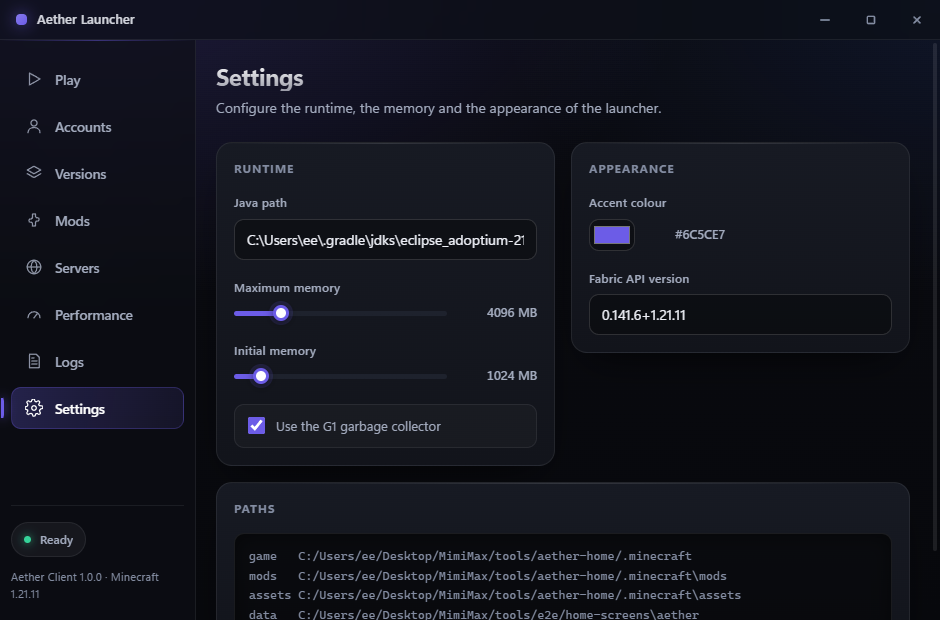 Aether Launcher
Play
Accounts
Versions
Mods
Servers
Performance
Logs
Settings
Ready
Aether Client 1.0.0 · Minecraft
1.21.11
Settings
Configure the runtime, the memory and the appearance of the launcher.
RUNTIME
Java path
C:\Users\ee\.gradle\jdks\eclipse_adoptium-21
Maximum memory
4096 MB
Initial memory
1024 MB
Use the G1 garbage collector
APPEARANCE
Accent colour
#6C5CE7
Fabric API version
0.141.6+1.21.11
PATHS
game C:/Users/ee/Desktop/MimiMax/tools/aether-home/.minecraft
mods C:/Users/ee/Desktop/MimiMax/tools/aether-home/.minecraft\mods
assets C:/Users/ee/Desktop/MimiMax/tools/aether-home/.minecraft\assets
data C:/Users/ee/Desktop/MimiMax/tools/e2e/home-screens\aether